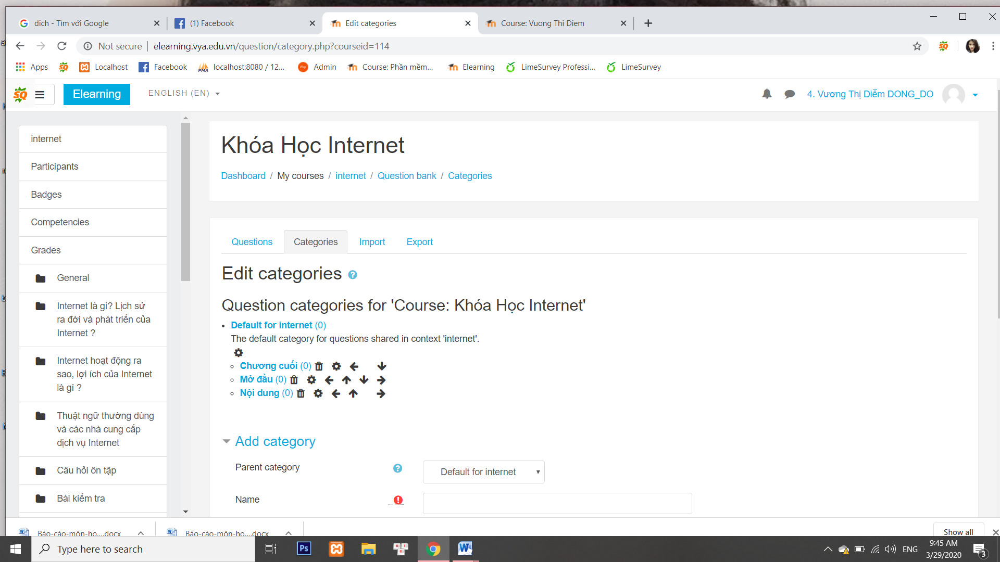 dich - Tìm với Google
(1) Facebook
Edit categories
Course: Vuong Thi Diem
Not secure | elearning.vya.edu.vn/question/category.php?courseid=114
Apps
Localhost
Facebook
localhost:8080 / 12...
Admin
Course: Phần mềm...
Elearning
LimeSurvey Professi...
LimeSurvey
Elearning
ENGLISH (EN)
4. Vương Thị Diễm DONG_DO
internet
Participants
Badges
Competencies
Grades
General
Internet là gì? Lịch sử
ra đời và phát triển của
Internet ?
Internet hoạt động ra
sao, lợi ích của Internet
là gì ?
Thuật ngữ thường dùng
và các nhà cung cấp
dịch vụ Internet
Câu hỏi ôn tập
Bài kiểm tra
Khóa Học Internet
Dashboard / My courses / internet / Question bank / Categories
Questions
Categories
Import
Export
Edit categories
Question categories for 'Course: Khóa Học Internet'
Default for internet (0)
The default category for questions shared in context 'internet'.
Chương cuối (0)
Mở đầu (0)
Nội dung (0)
Add category
Parent category
Default for internet
Name
Báo-cáo-môn-ho....docx
Báo-cáo-môn-ho....docx
Show all
Type here to search
ENG
9:45 AM
3/29/2020
3